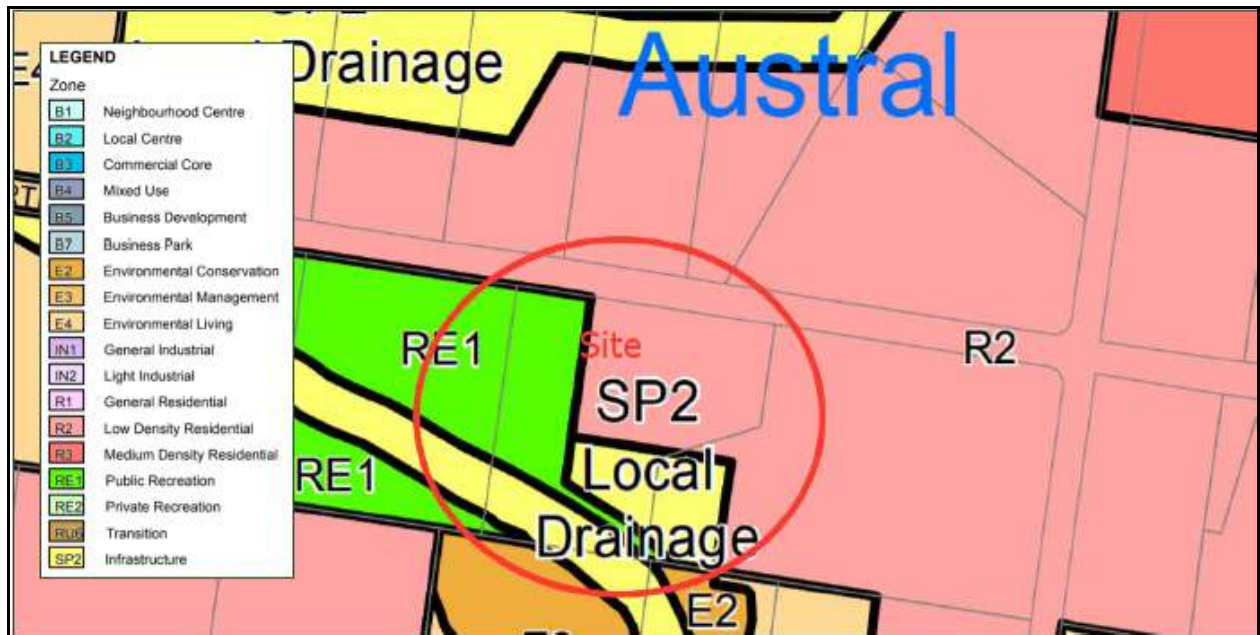 LEGEND
Zone
B1 Neighbourhood Centre
B2 Local Centre
B3 Commercial Core
B4 Mixed Use
B5 Business Development
B7 Business Park
E2 Environmental Conservation
E3 Environmental Management
E4 Environmental Living
IN1 General Industrial
IN2 Light Industrial
R1 General Residential
R2 Low Density Residential
R3 Medium Density Residential
RE1 Public Recreation
RE2 Private Recreation
RU6 Transition
SP2 Infrastructure
Drainage
Austral
RE1
Site
R2
SP2
Local
Drainage
RE1
E2